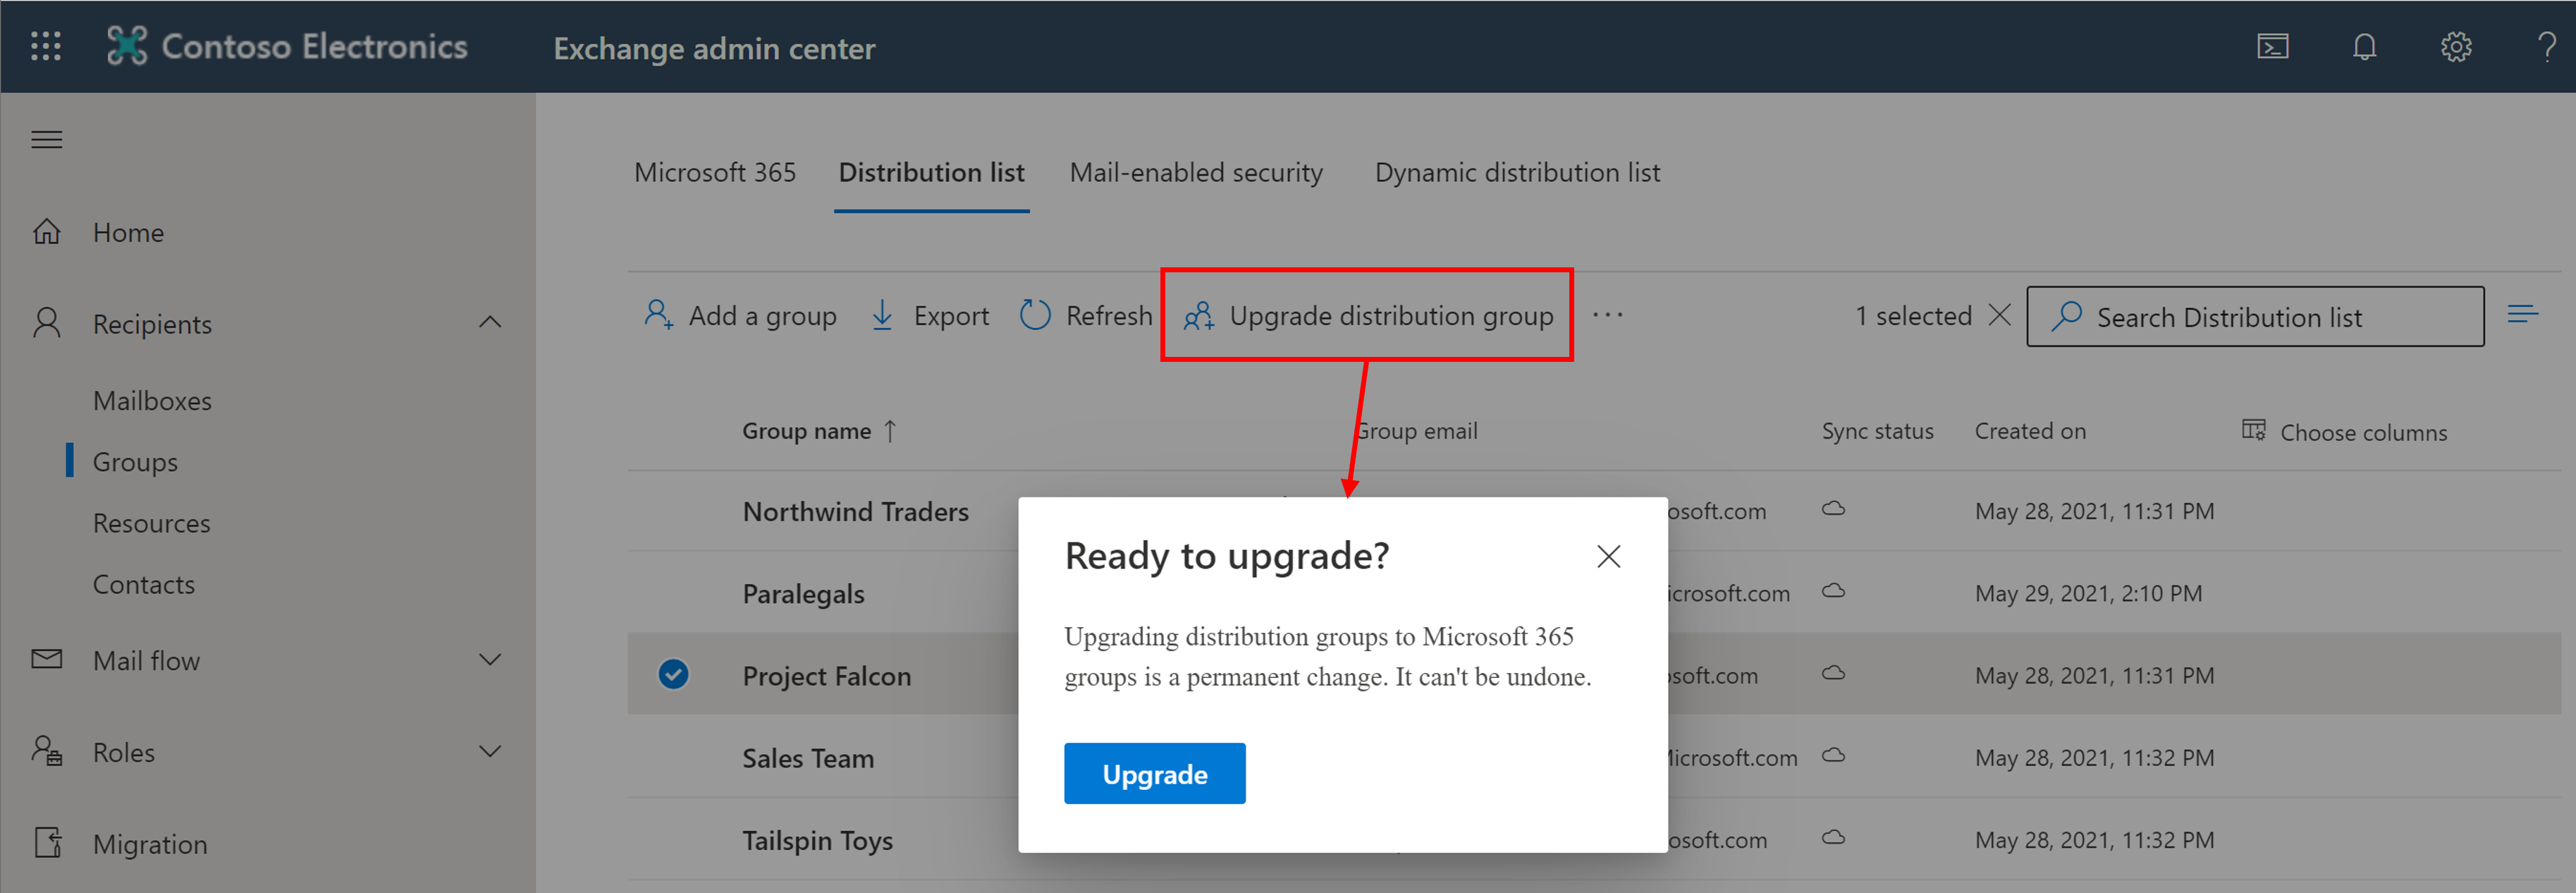 Contoso Electronics
Exchange admin center
Home
Recipients
Mailboxes
Groups
Resources
Contacts
Mail flow
Roles
Migration
Microsoft 365 Distribution list Mail-enabled security Dynamic distribution list
Add a group Export Refresh Upgrade distribution group ··· 1 selected Search Distribution list
Group name ↑ Group email Sync status Created on Choose columns
Northwind Traders osoft.com May 28, 2021, 11:31 PM
Paralegals icrosoft.com May 29, 2021, 2:10 PM
Project Falcon osoft.com May 28, 2021, 11:31 PM
Sales Team Microsoft.com May 28, 2021, 11:32 PM
Tailspin Toys osoft.com May 28, 2021, 11:32 PM
Ready to upgrade?
Upgrading distribution groups to Microsoft 365
groups is a permanent change. It can't be undone.
Upgrade